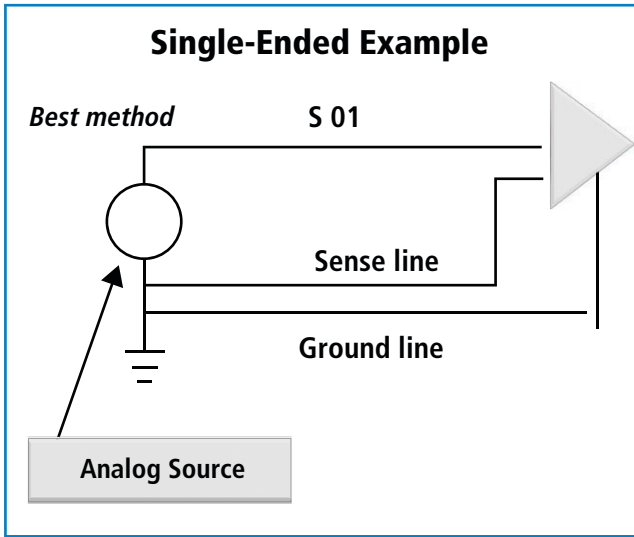 Single-Ended Example
Best method
S 01
Sense line
Ground line
Analog Source